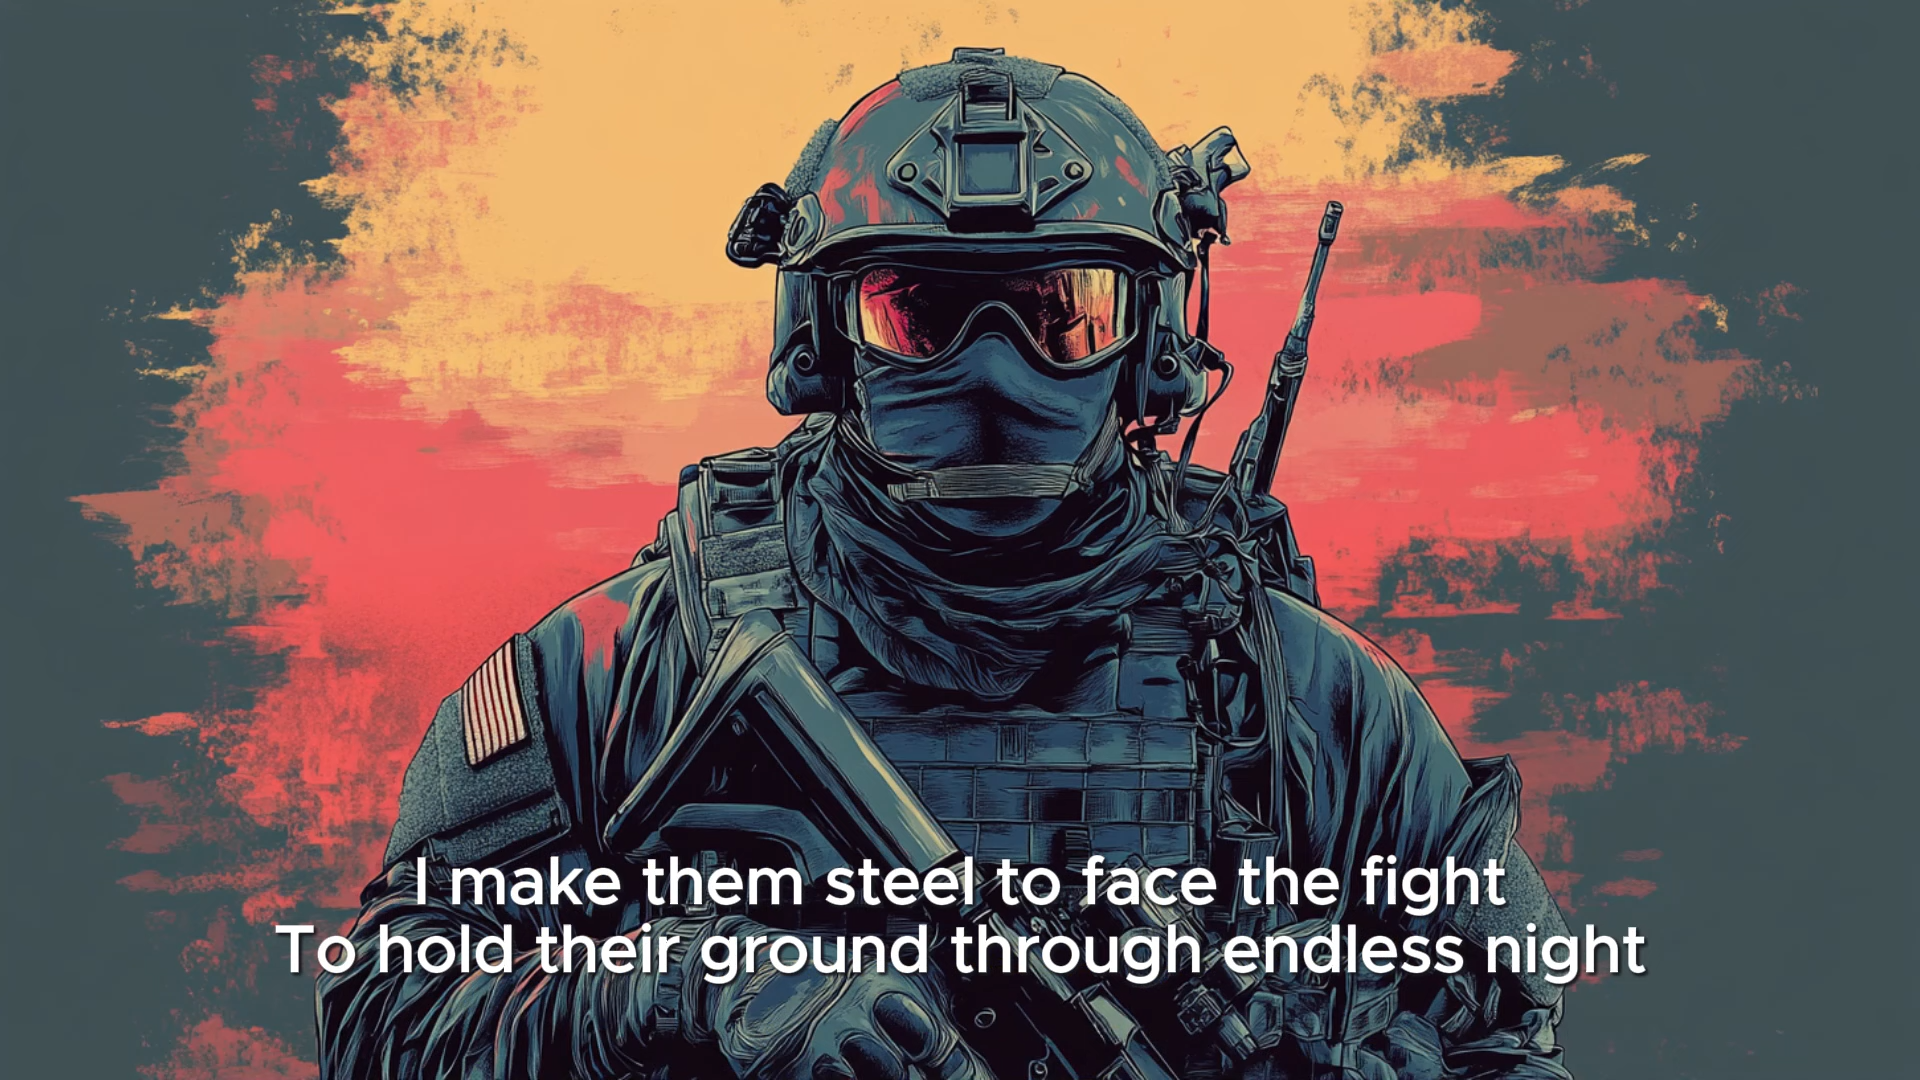 I make them steel to face the fight
To hold their ground through endless night